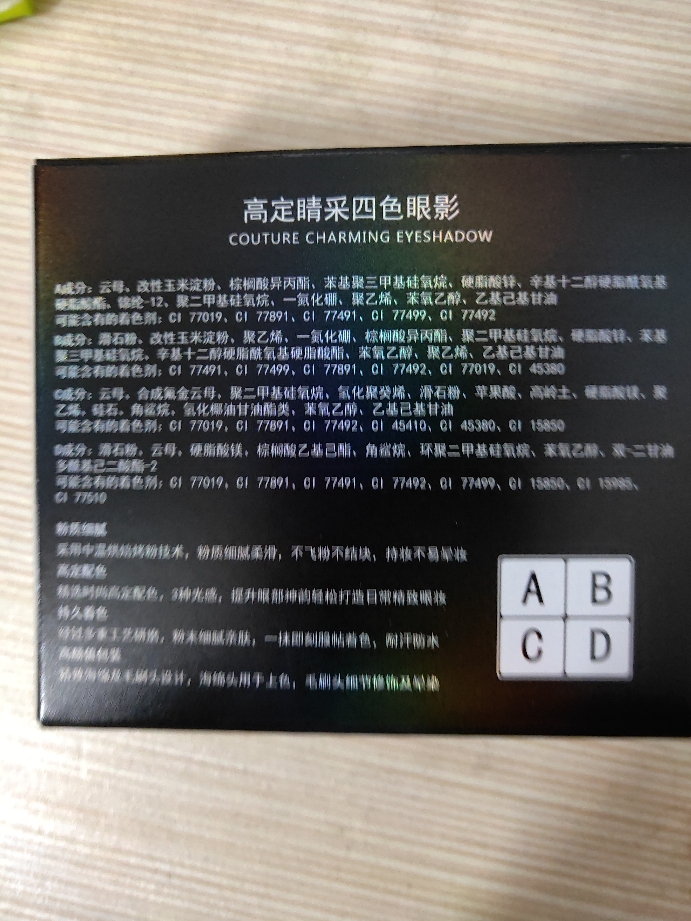 高定睛采四色眼影
COUTURE CHARMING EYESHADOW
A成分：云母、改性玉米淀粉、棕榈酸异丙酯、苯基聚三甲基硅氧烷、硬脂酸锌、辛基十二醇硬脂酰氧基
硬脂酸酯、锦纶-12、聚二甲基硅氧烷、一氮化硼、聚乙烯、苯氧乙醇、乙基己基甘油
可能含有的着色剂：CI 77019、CI 77891、CI 77491、CI 77499、CI 77492
B成分：滑石粉、改性玉米淀粉、聚乙烯、一氮化硼、棕榈酸异丙酯、聚二甲基硅氧烷、硬脂酸锌、苯基
聚三甲基硅氧烷、辛基十二醇硬脂酰氧基硬脂酸酯、苯氧乙醇、聚乙烯、乙基己基甘油
可能含有的着色剂：CI 77491、CI 77499、CI 77891、CI 77492、CI 77019、CI 45380
C成分：云母、合成氟金云母、聚二甲基硅氧烷、氢化聚癸烯、滑石粉、苹果酸、高岭土、硬脂酸镁、聚
乙烯、硅石、角鲨烷、氢化椰油甘油酯类、苯氧乙醇、乙基己基甘油
可能含有的着色剂：CI 77019、CI 77891、CI 77492、CI 45410、CI 45380、CI 15850
D成分：滑石粉、云母、硬脂酸镁、棕榈酸乙基己酯、角鲨烷、环聚二甲基硅氧烷、苯氧乙醇、双-二甘油
多酰基己二酸酯-2
可能含有的着色剂：CI 77019、CI 77891、CI 77491、CI 77492、CI 77499、CI 15850、CI 15985、
CI 77510
粉质细腻
采用中温烘焙烤粉技术，粉质细腻柔滑，不飞粉不结块，持妆不易晕妆
高定配色
精选时尚高定配色，3种光感，提升眼部神韵轻松打造日常精致眼妆
持久着色
经过多重工艺研磨，粉末细腻亲肤，一抹即刻服帖着色，耐汗防水
海绵头用于上色，毛刷头细节修饰及晕染
A B
C D